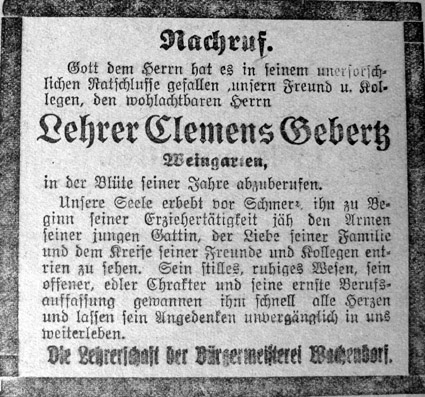 Nachruf.
Gott dem Herrn hat es in seinem unerforsch-
lichen Ratschlusse gefallen ,unsern Freund u. Kol-
legen, den wohlachtbaren Herrn
Lehrer Clemens Gebertz
Weingarten,
in der Blüte seiner Jahre abzuberufen.
Unsere Seele erbebt vor Schmerz, ihn zu Be-
ginn seiner Erziehertätigkeit jäh den Armen
seiner jungen Gattin, der Liebe seiner Familie
und dem Kreise seiner Freunde und Kollegen ent-
rien zu sehen. Sein stilles, ruhiges Wesen, sein
offener, edler Chrakter und seine ernste Berufs-
auffassung gewannen ihm schnell alle Herzen
und lassen sein Angedenken unvergänglich in uns
weiterleben.
Die Lehrerschaft der Bürgermeisterei Wachendorf.